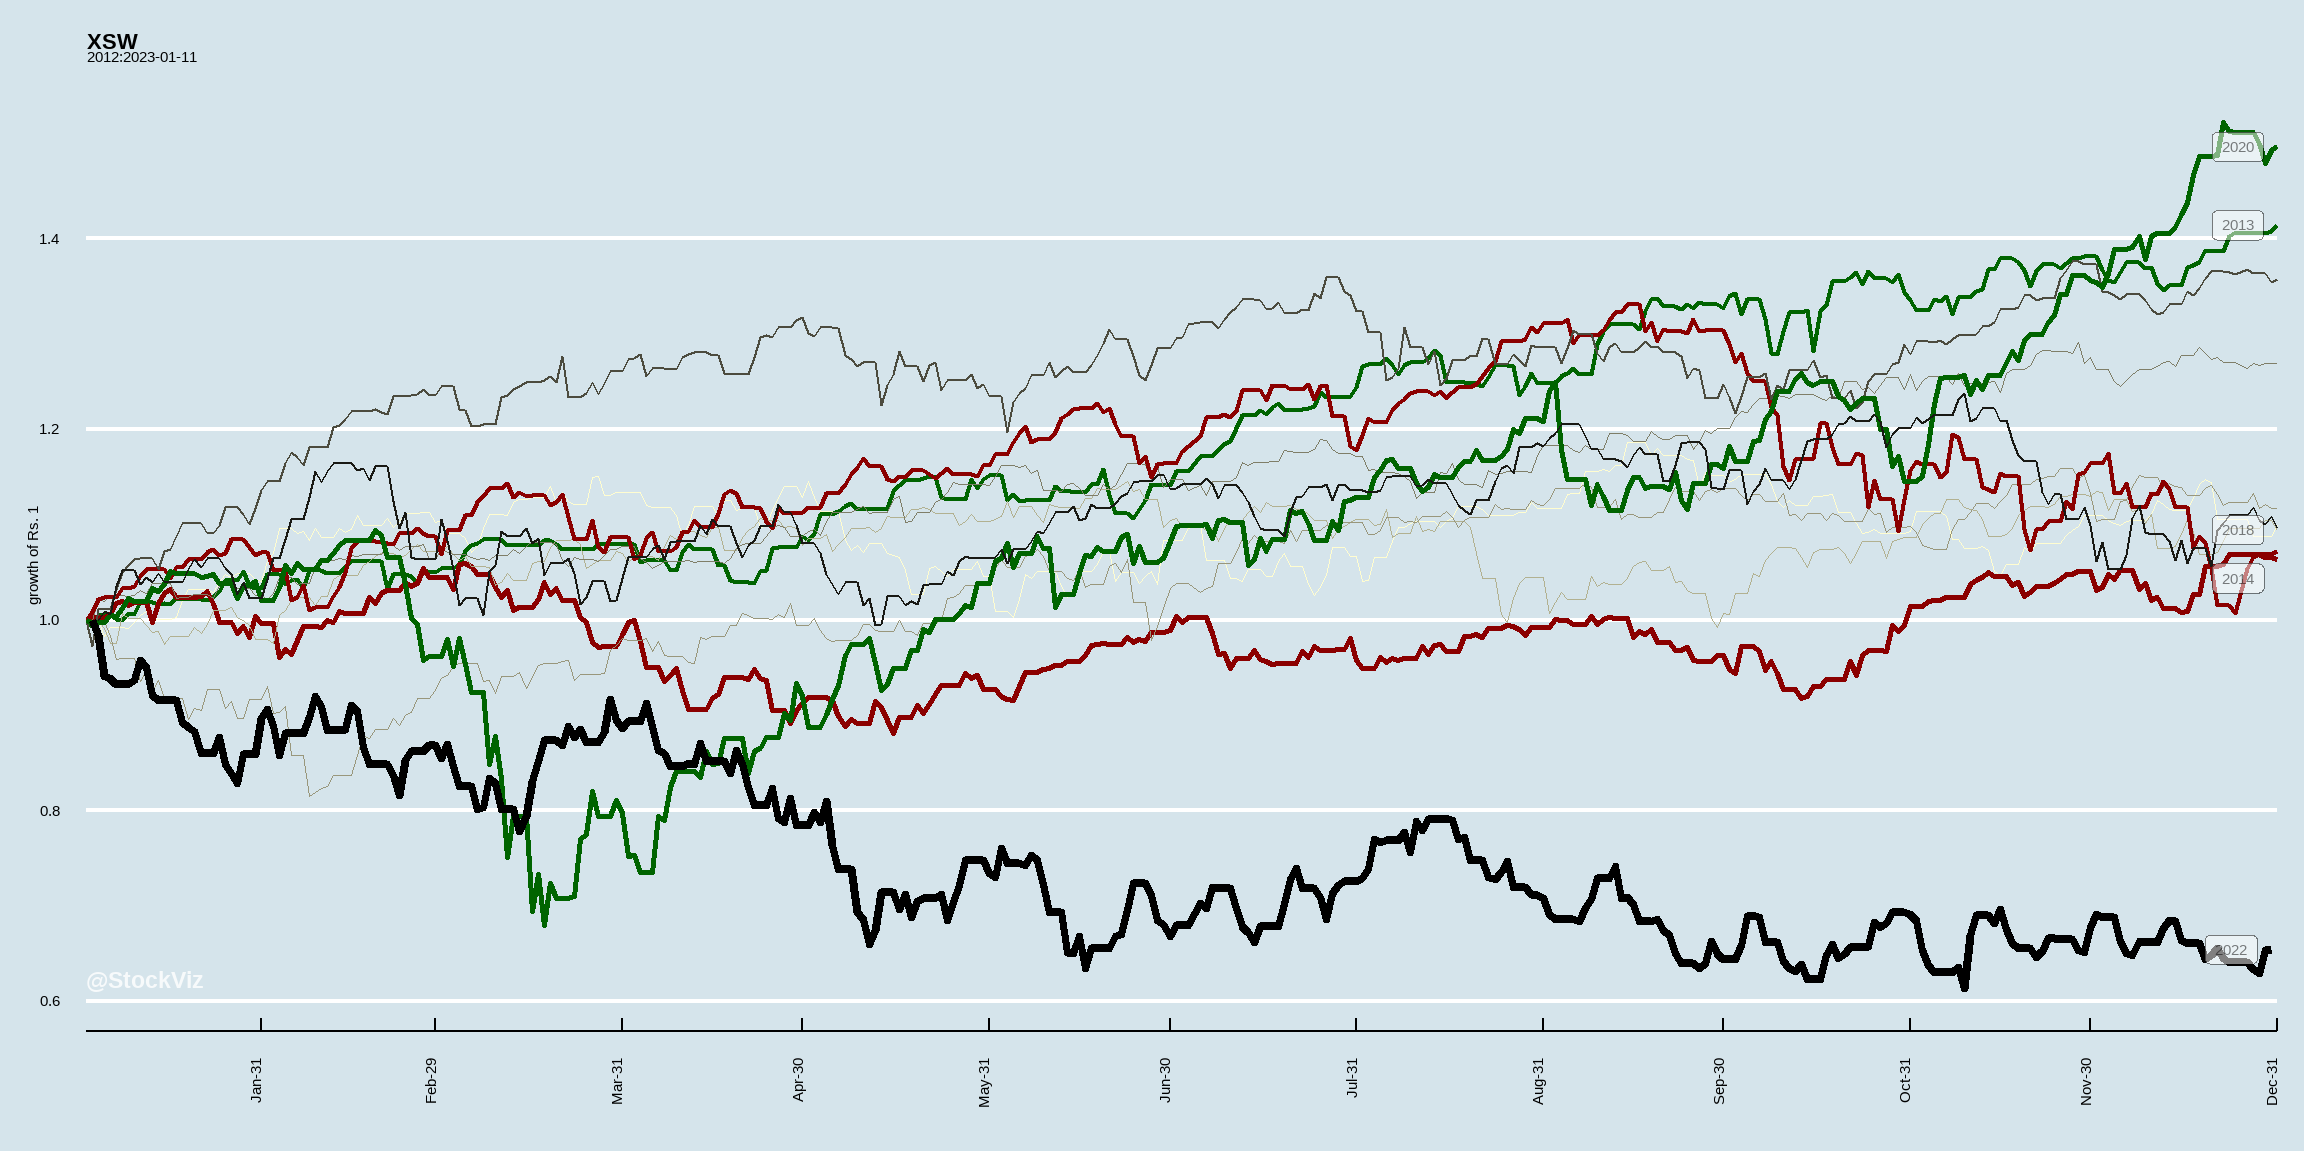 XSW
2012:2023-01-11
growth of Rs. 1
1.4
1.2
1.0
0.8
0.6
2020
2013
2018
2014
2022
@StockViz
Jan-31
Feb-29
Mar-31
Apr-30
May-31
Jun-30
Jul-31
Aug-31
Sep-30
Oct-31
Nov-30
Dec-31